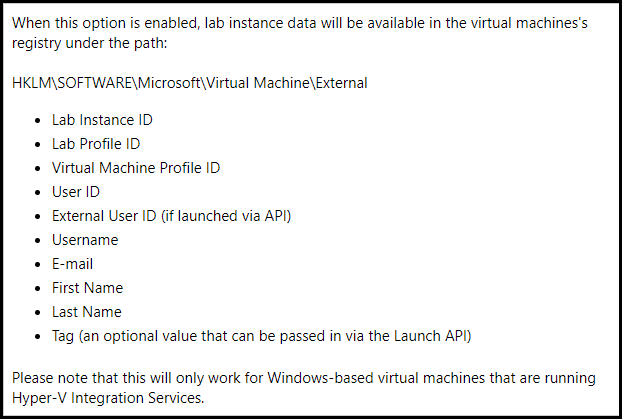 When this option is enabled, lab instance data will be available in the virtual machines's
registry under the path:
HKLM\SOFTWARE\Microsoft\Virtual Machine\External
• Lab Instance ID
• Lab Profile ID
• Virtual Machine Profile ID
• User ID
• External User ID (if launched via API)
• Username
• E-mail
• First Name
• Last Name
• Tag (an optional value that can be passed in via the Launch API)
Please note that this will only work for Windows-based virtual machines that are running
Hyper-V Integration Services.